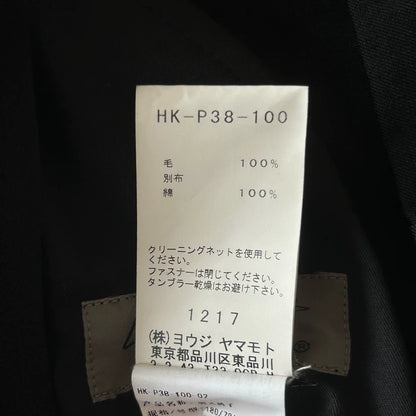 HK-P38-100
毛 100%
別布
綿 100%
クリーニングネットを使用して
ください。
ファスナーは閉じてください。
タンブラー乾燥はお避け下さい。
1217
(株)ヨウジ ヤマモト
東京都品川区東品川
HK-P38-100-02